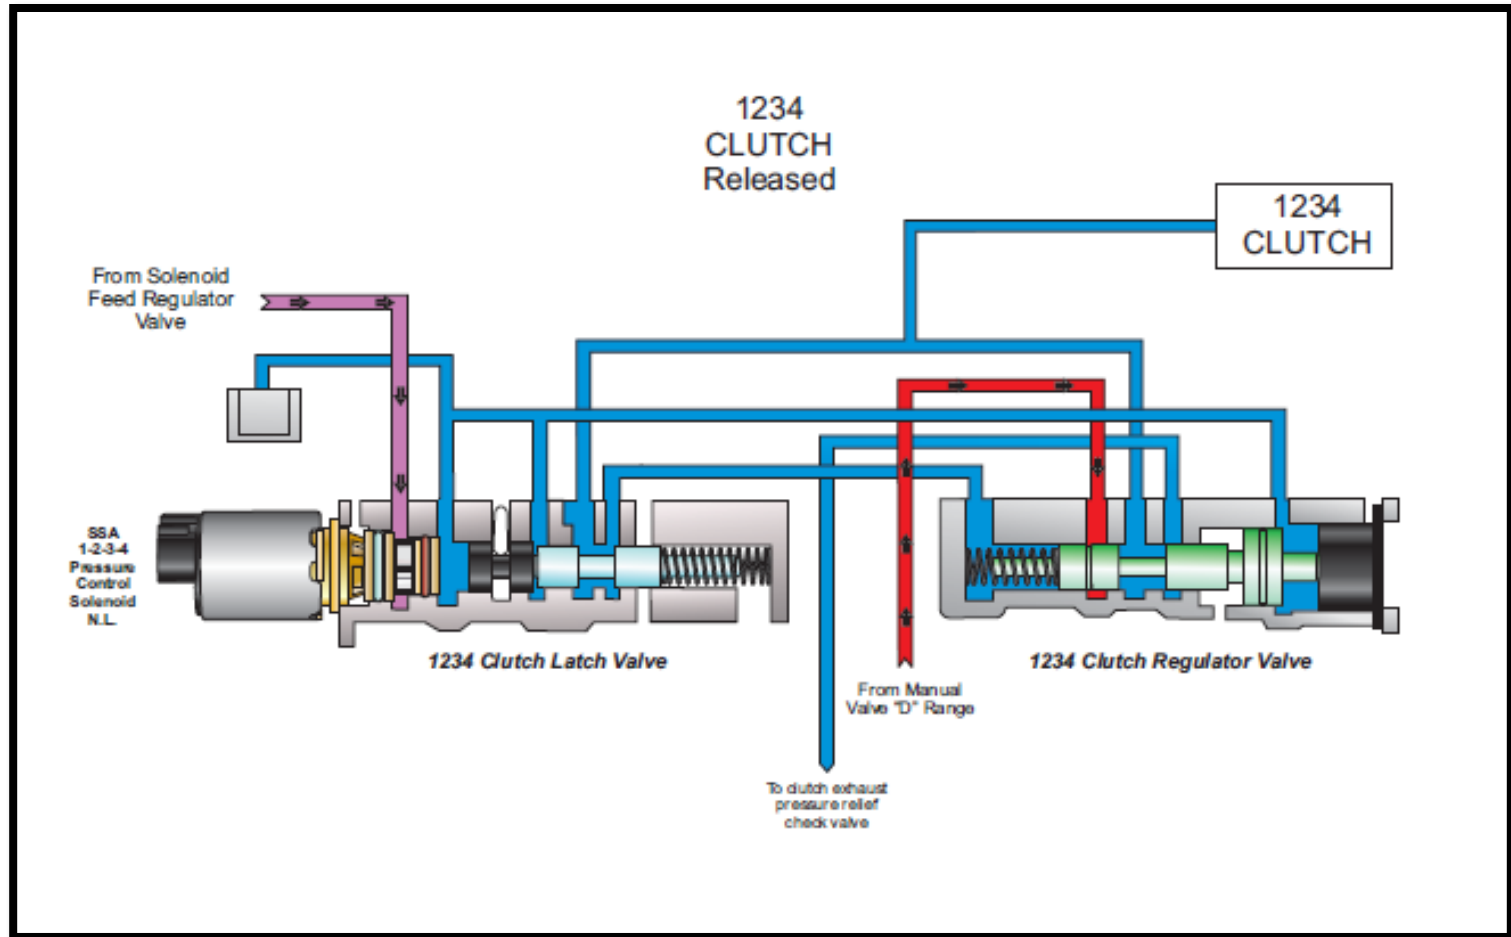 1234
CLUTCH
Released
1234
CLUTCH
From Solenoid
Feed Regulator
Valve
SSA
1-2-3-4
Pressure
Control
Solenoid
N.L.
1234 Clutch Latch Valve
1234 Clutch Regulator Valve
From Manual
Valve "D" Range
To clutch exhaust
pressure relief
check valve